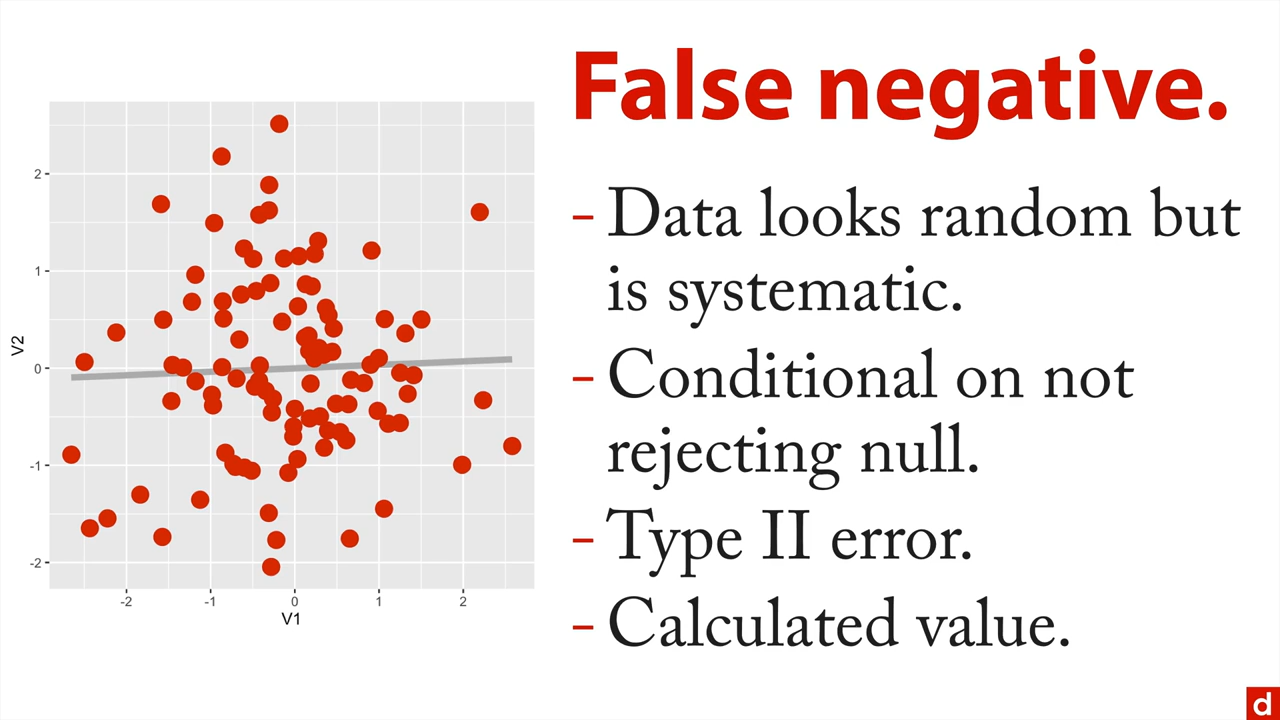 False negative.
– Data looks random but
is systematic.
– Conditional on not
rejecting null.
– Type II error.
– Calculated value.
V2
2
1
0
-1
-2
-2 -1 0 1 2
V1
d